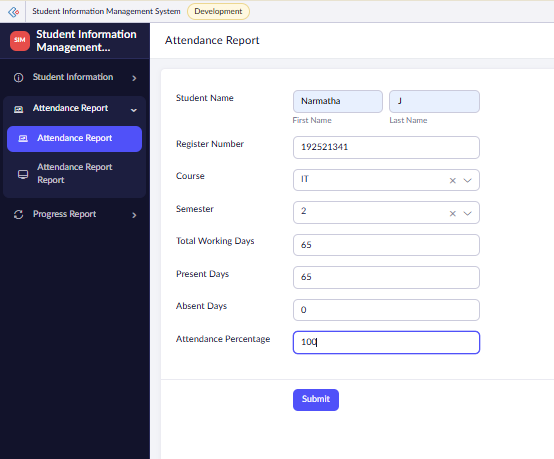 Student Information Management System Development
SIM Student Information
Management...
Student Information
Attendance Report
Attendance Report
Attendance Report
Report
Progress Report
Attendance Report
Student Name Narmatha J
First Name Last Name
Register Number 192521341
Course IT
Semester 2
Total Working Days 65
Present Days 65
Absent Days 0
Attendance Percentage 100
Submit